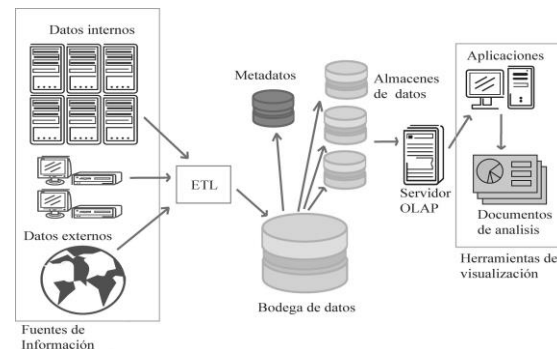 Datos internos
Datos externos
Fuentes de
Información
ETL
Metadatos
Bodega de datos
Almacenes
de datos
Servidor
OLAP
Aplicaciones
Documentos
de analisis
Herramientas de
visualización